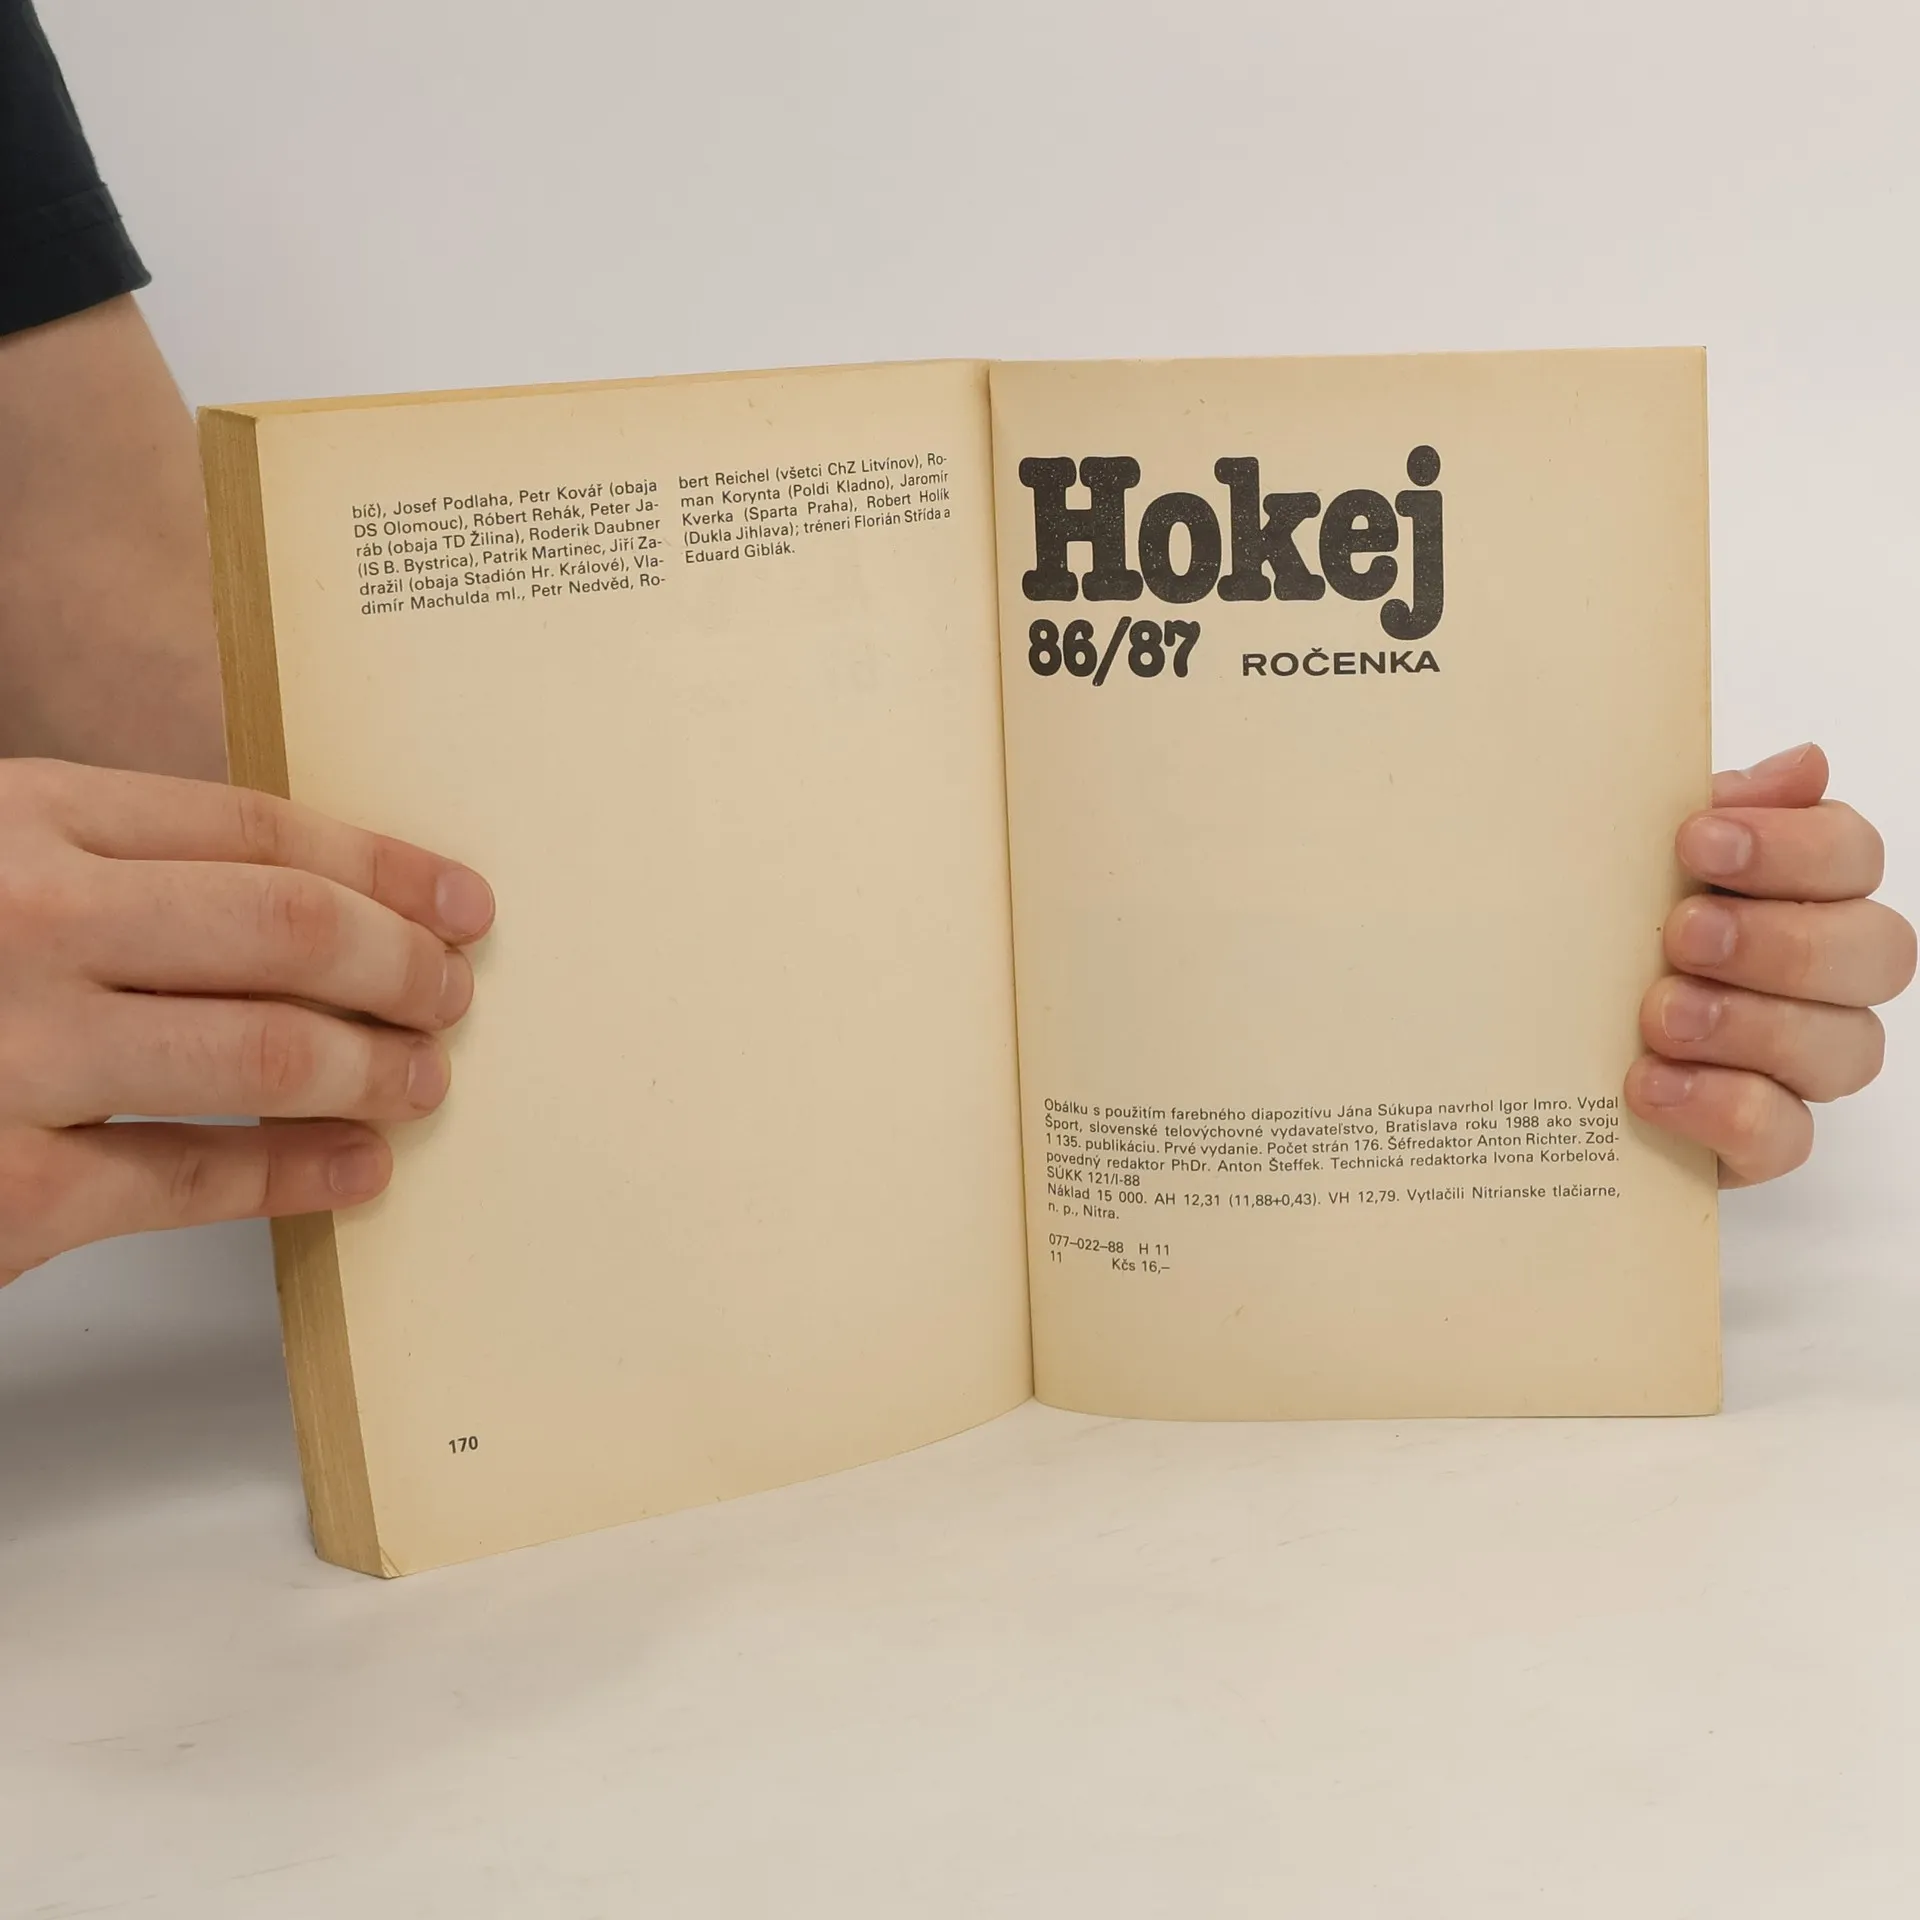 bíč), Josef Podlaha, Petr Kovář (obaja
DS Olomouc), Róbert Rehák, Peter Ja-
ráb (obaja TD Žilina), Roderik Daubner
(IS B. Bystrica), Patrik Martinec, Jiří Za-
dražil (obaja Stadión Hr. Králové), Vla-
dimír Machulda ml., Petr Nedvěd, Ro-
bert Reichel (všetci ChZ Litvínov), Ro-
man Korynta (Poldi Kladno), Jaromír
Kverka (Sparta Praha), Robert Holík
(Dukla Jihlava); tréneri Florián Střída a
Eduard Giblák.
170
Hokej
86/87 ROČENKA
Obálku s použitím farebného diapozitívu Jána Súkupa navrhol Igor Imro. Vydal
Šport, slovenské telovýchovné vydavateľstvo, Bratislava roku 1988 ako svoju
1 135. publikáciu. Prvé vydanie. Počet strán 176. Šéfredaktor Anton Richter. Zod-
povedný redaktor PhDr. Anton Šteffek. Technická redaktorka Ivona Korbelová.
SÚKK 121/I-88
Náklad 15 000. AH 12,31 (11,88+0,43). VH 12,79. Vytlačili Nitrianske tlačiarne,
n. p., Nitra.
077–022–88 H 11
11 Kčs 16,–